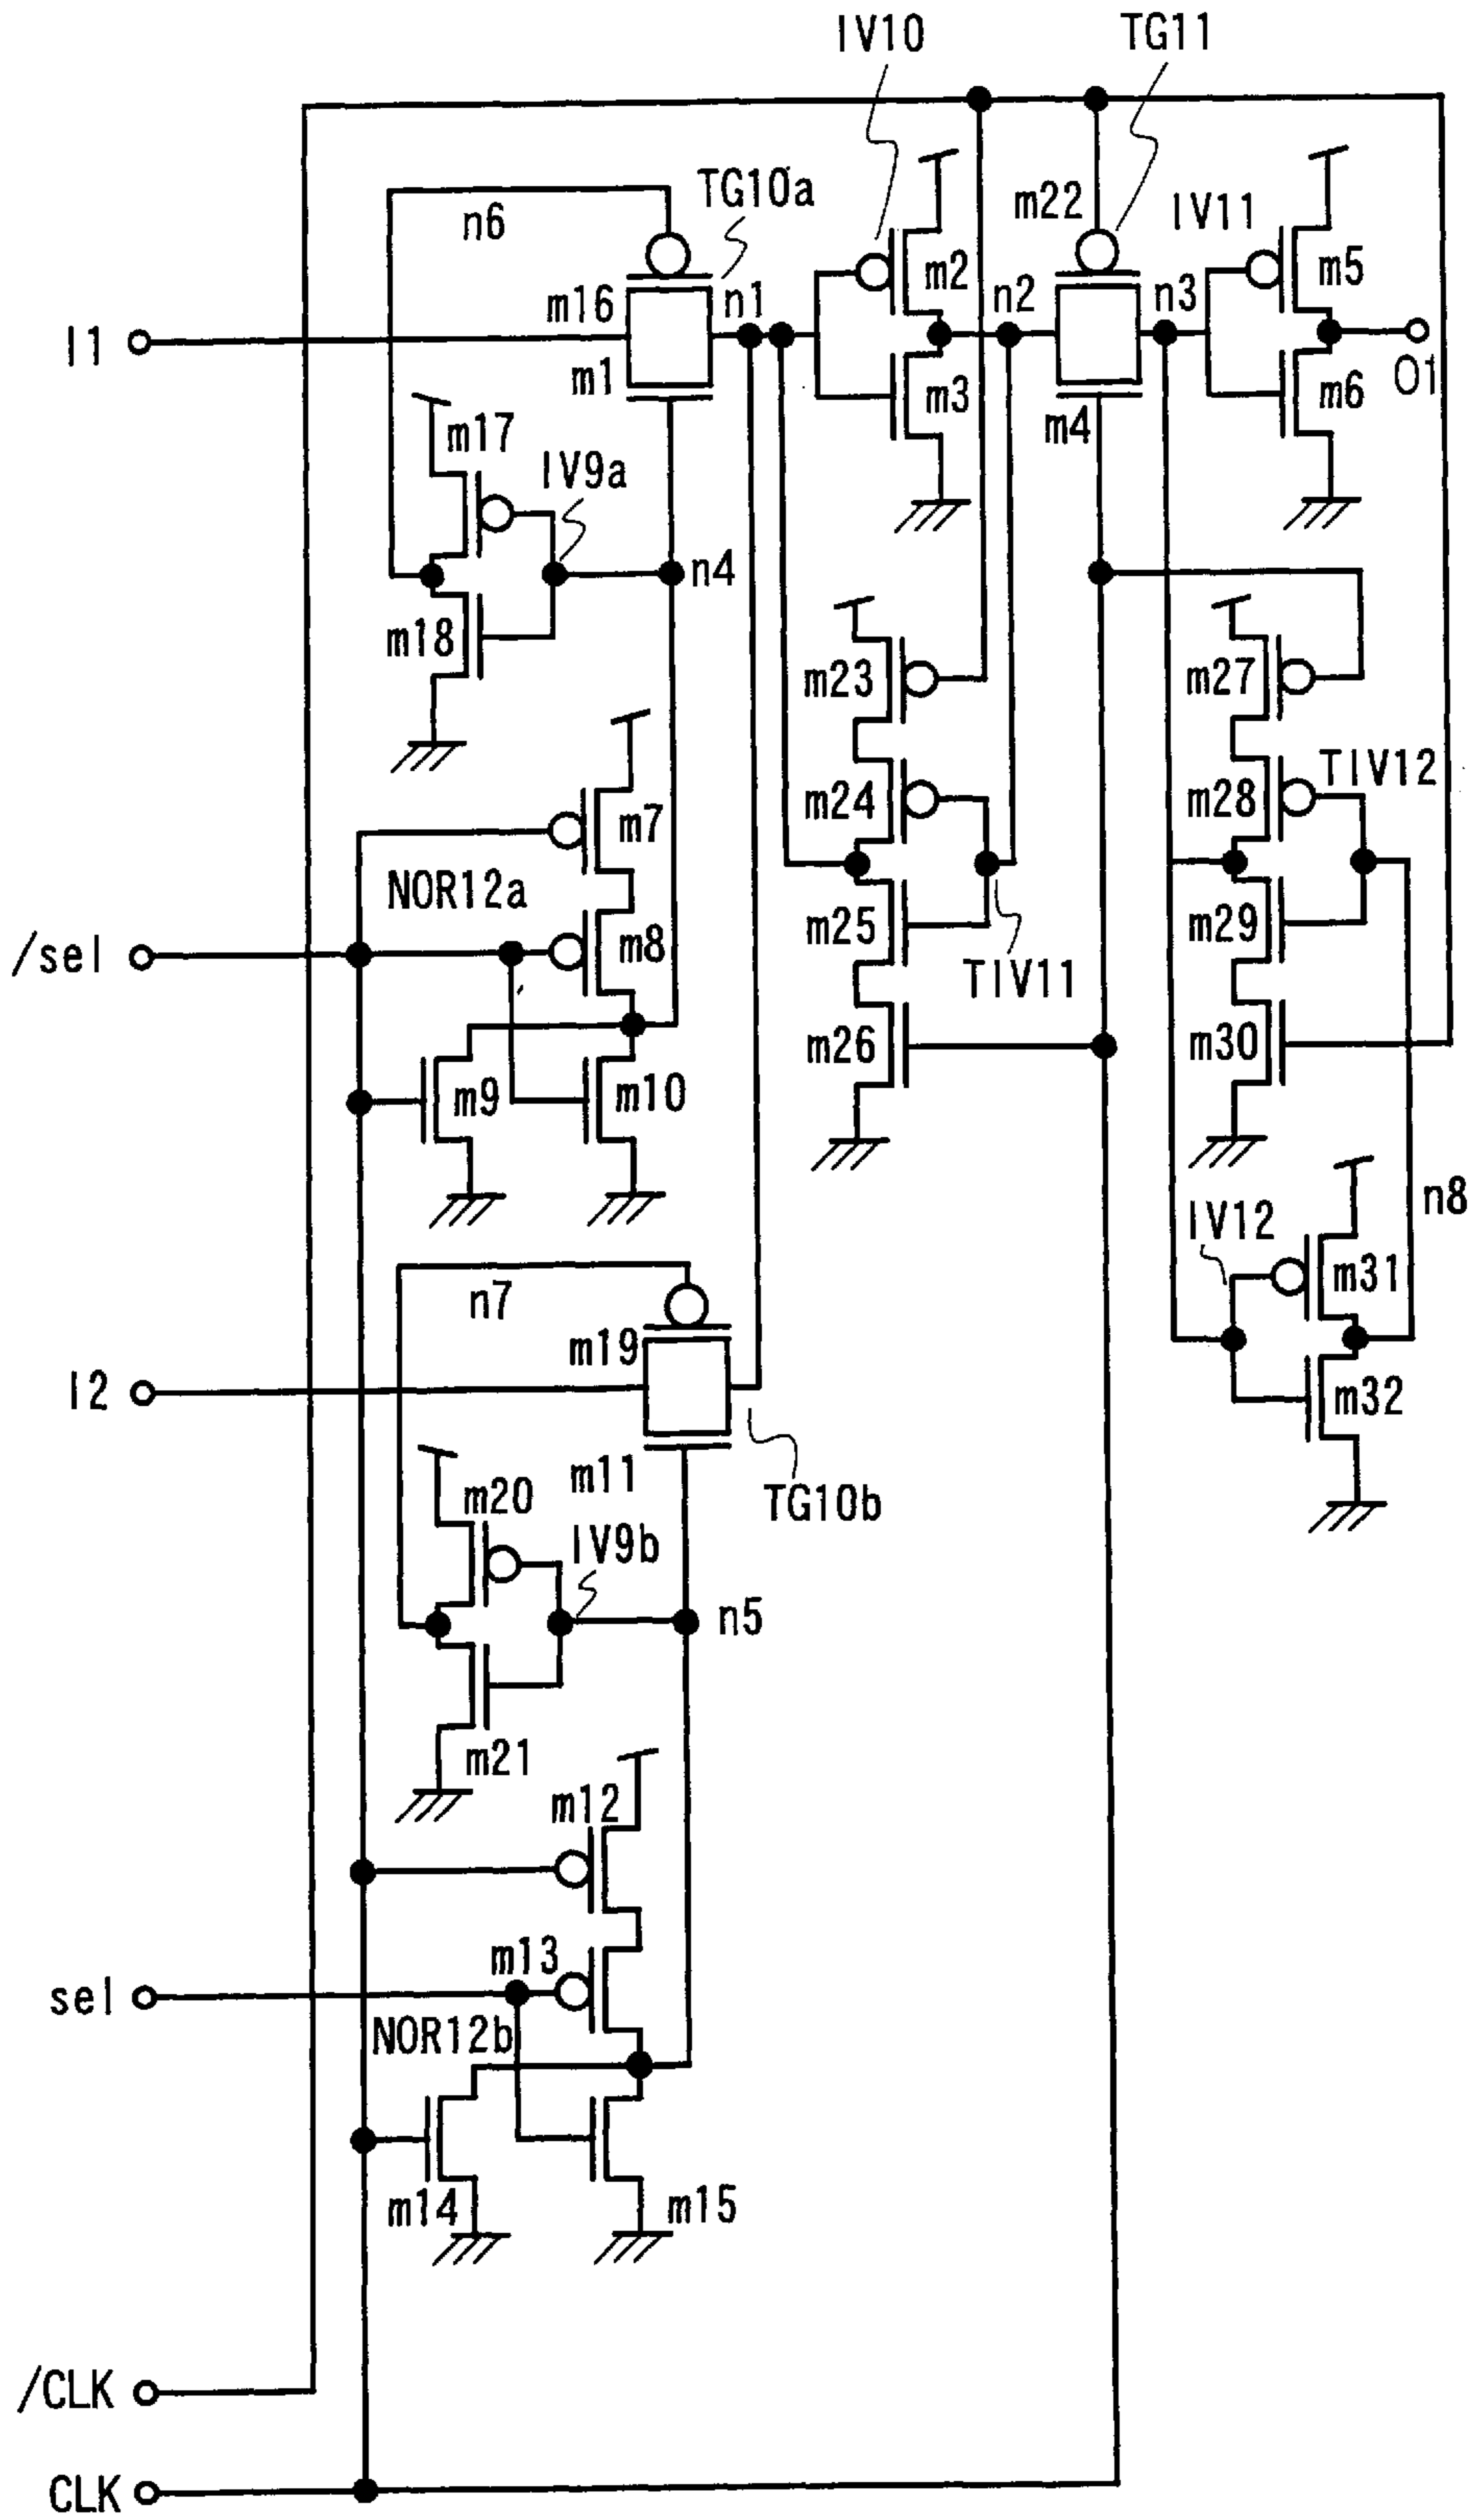 IV10
TG11
TG10a
n6
m22
IV11
m16
n1
m2
n2
n3
m5
I1
m1
m3
m4
m6
O1
m17
IV9a
n4
m18
m23
m27
TIV12
m24
m28
m7
NOR12a
m25
m29
/sel
m8
TIV11
m26
m30
m9
m10
n8
IV12
m31
n7
m19
I2
m32
m11
m20
TG10b
IV9b
n5
m21
m12
m13
sel
NOR12b
m14
m15
/CLK
CLK